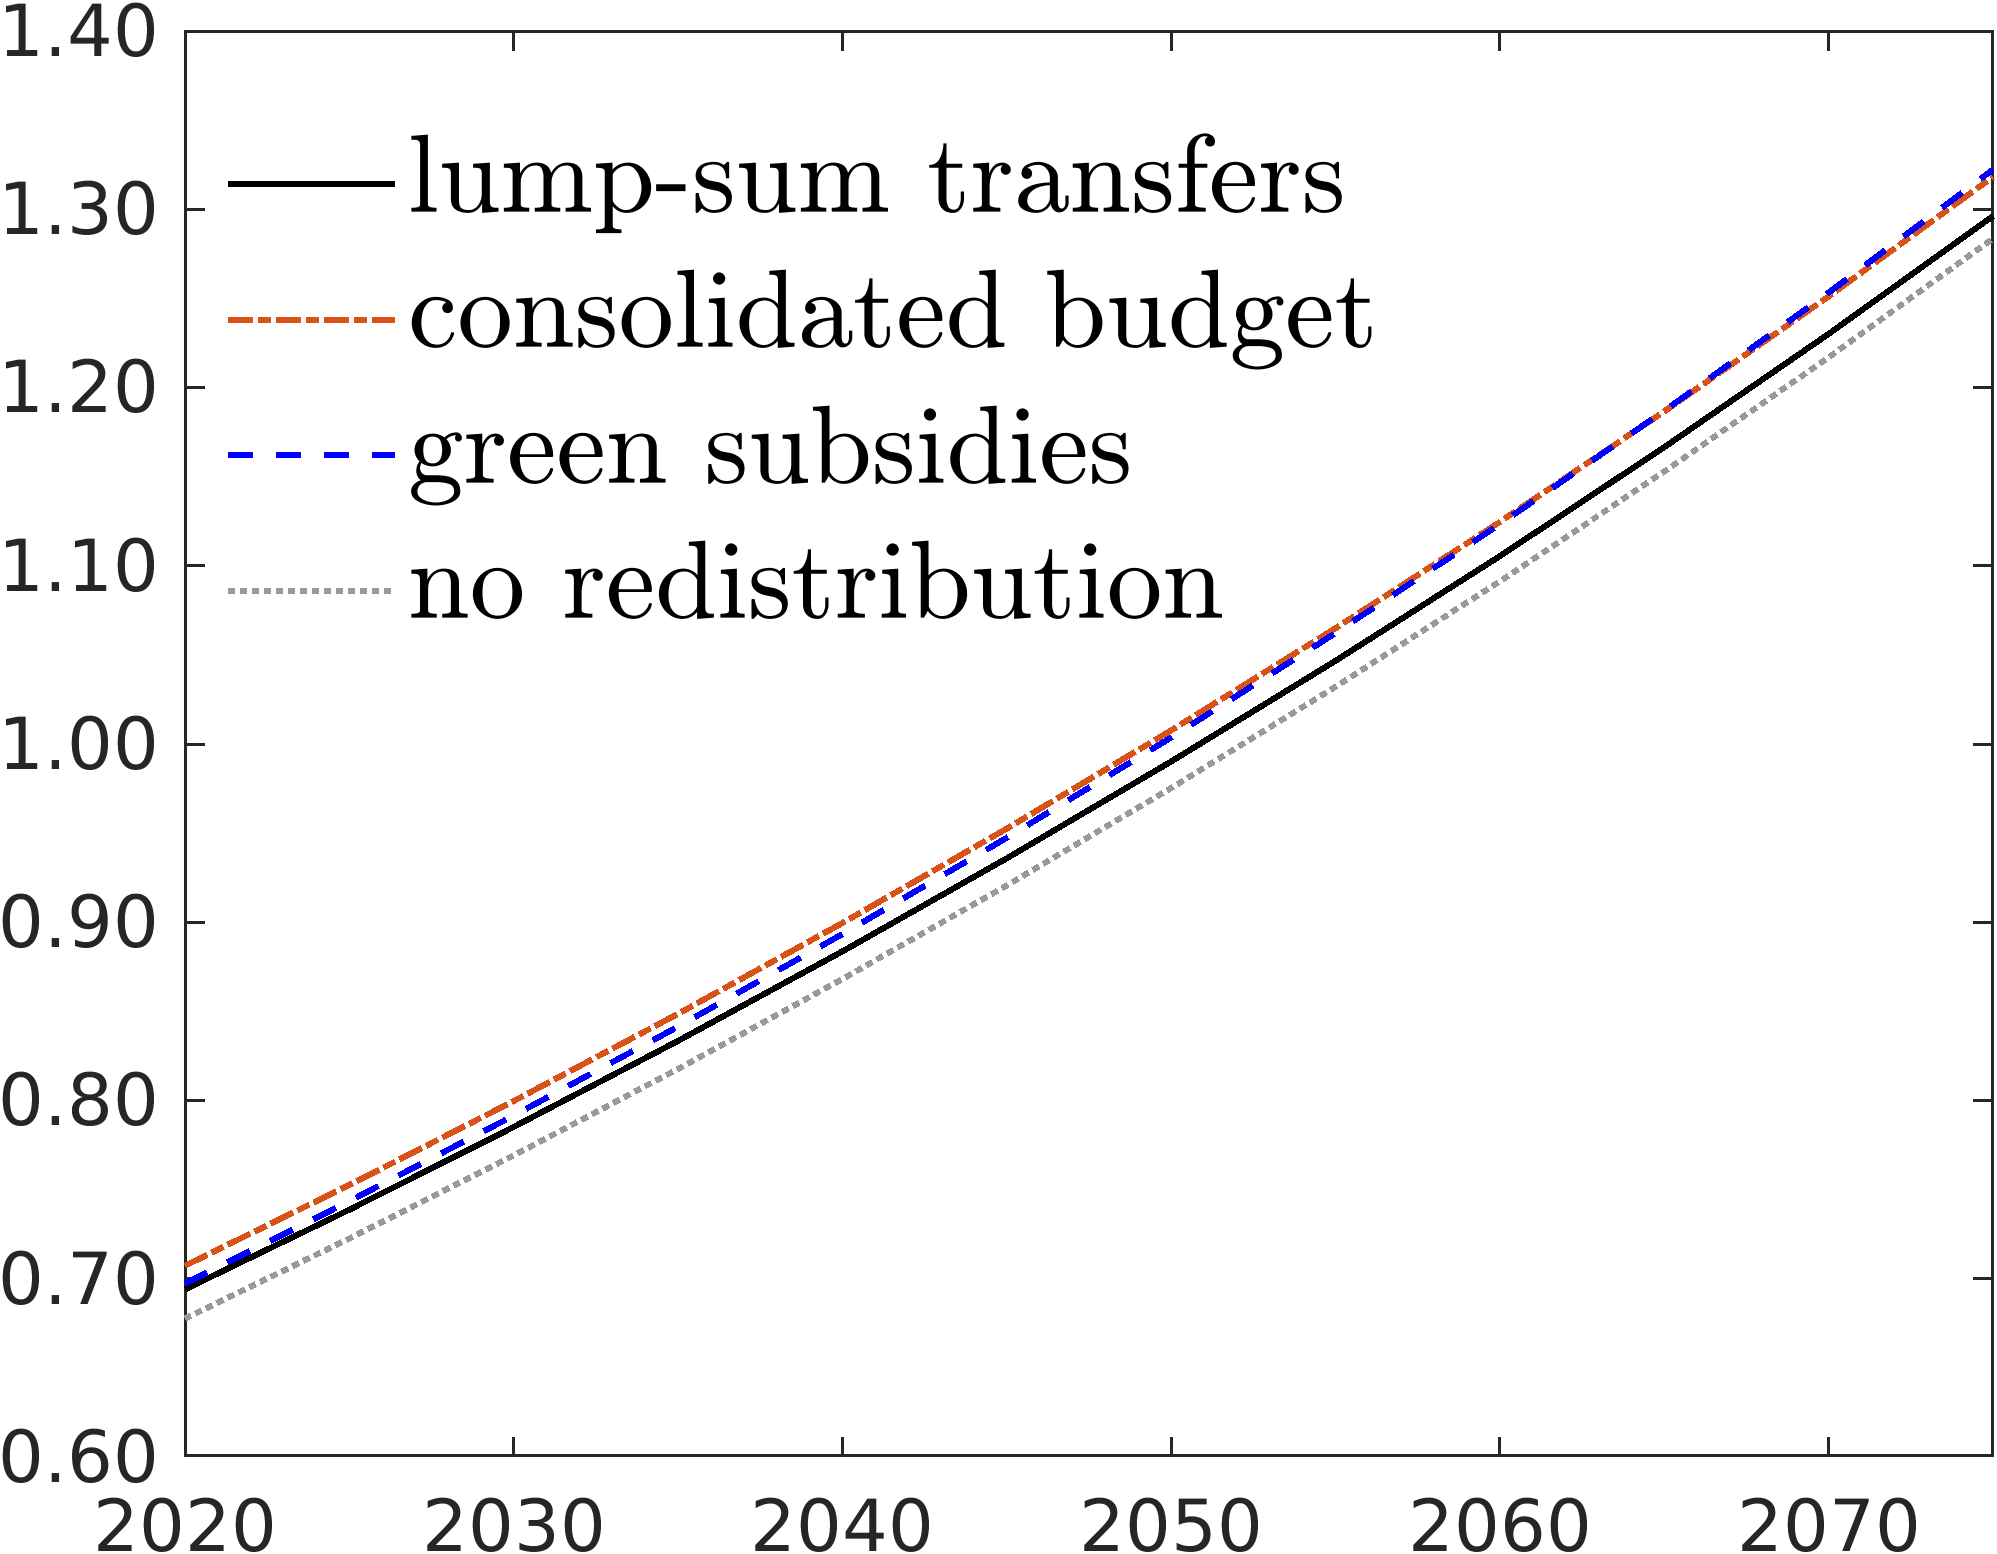 1.40
1.30
1.20
1.10
1.00
0.90
0.80
0.70
0.60
lump-sum transfers
consolidated budget
green subsidies
no redistribution
2020 2030 2040 2050 2060 2070